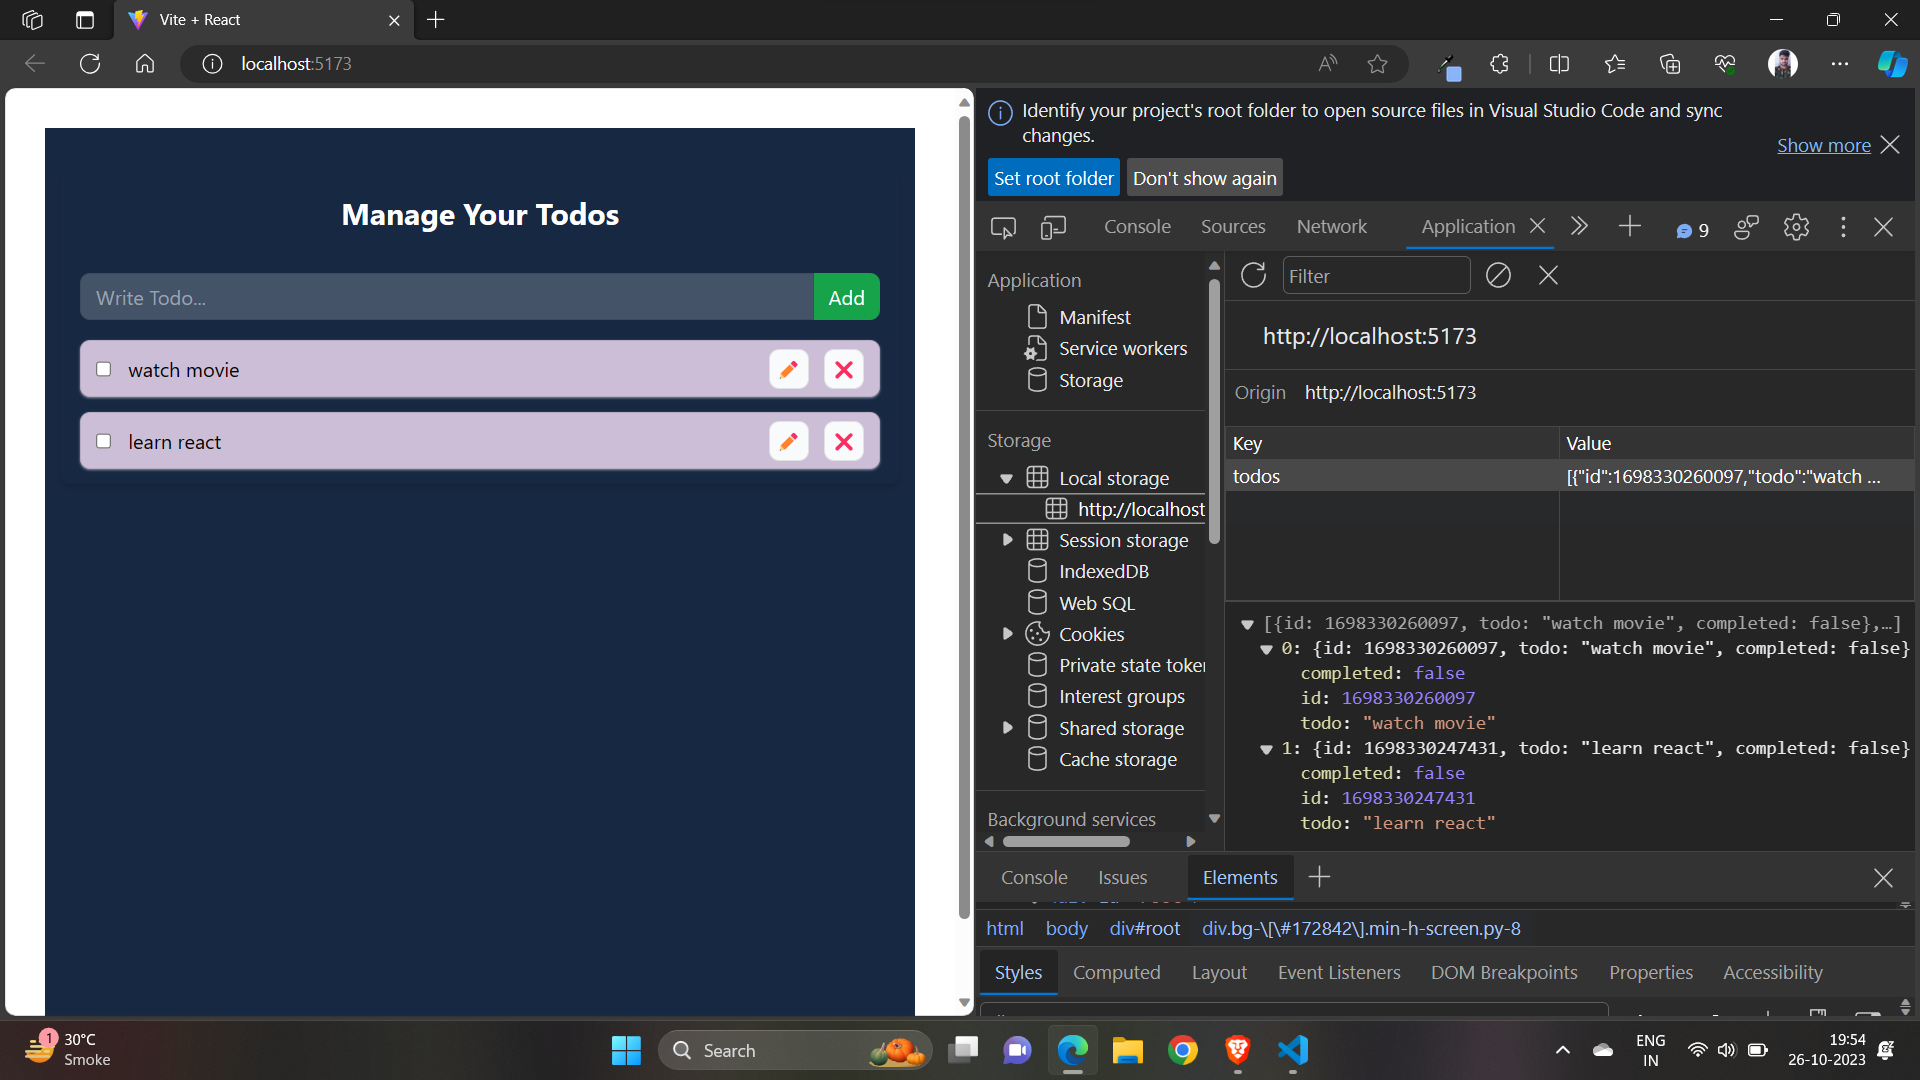 Vite + React
localhost:5173
Manage Your Todos
Write Todo...
Add
watch movie
learn react
Identify your project's root folder to open source files in Visual Studio Code and sync
changes.
Show more
Set root folder
Don't show again
Console
Sources
Network
Application
9
Application
Manifest
Service workers
Storage
Storage
Local storage
http://localhost
Session storage
IndexedDB
Web SQL
Cookies
Private state
Interest groups
Shared storage
Cache storage
Background services
Filter
http://localhost:5173
Origin http://localhost:5173
Key Value
todos [{"id":1698330260097,"todo":"watch ...
[{id: 1698330260097, todo: "watch movie", completed: false},…]
0: {id: 1698330260097, todo: "watch movie", completed: false}
completed: false
id: 1698330260097
todo: "watch movie"
1: {id: 1698330247431, todo: "learn react", completed: false}
completed: false
id: 1698330247431
todo: "learn react"
Console
Issues
Elements
html body div#root div.bg-\[\#172842\].min-h-screen.py-8
Styles
Computed
Layout
Event Listeners
DOM Breakpoints
Properties
Accessibility
1
30°C
Smoke
Search
ENG
IN
19:54
26-10-2023